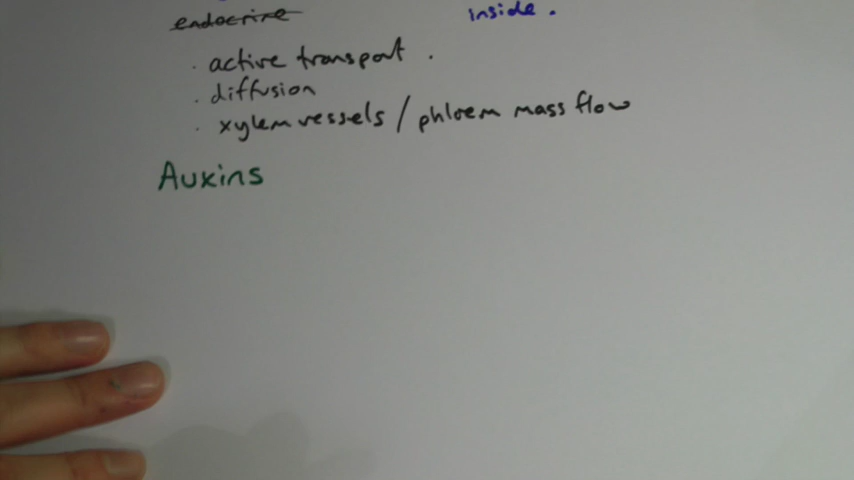 endocrine inside.
· active transport.
· diffusion
· xylem vessels / phloem mass flow
Auxins